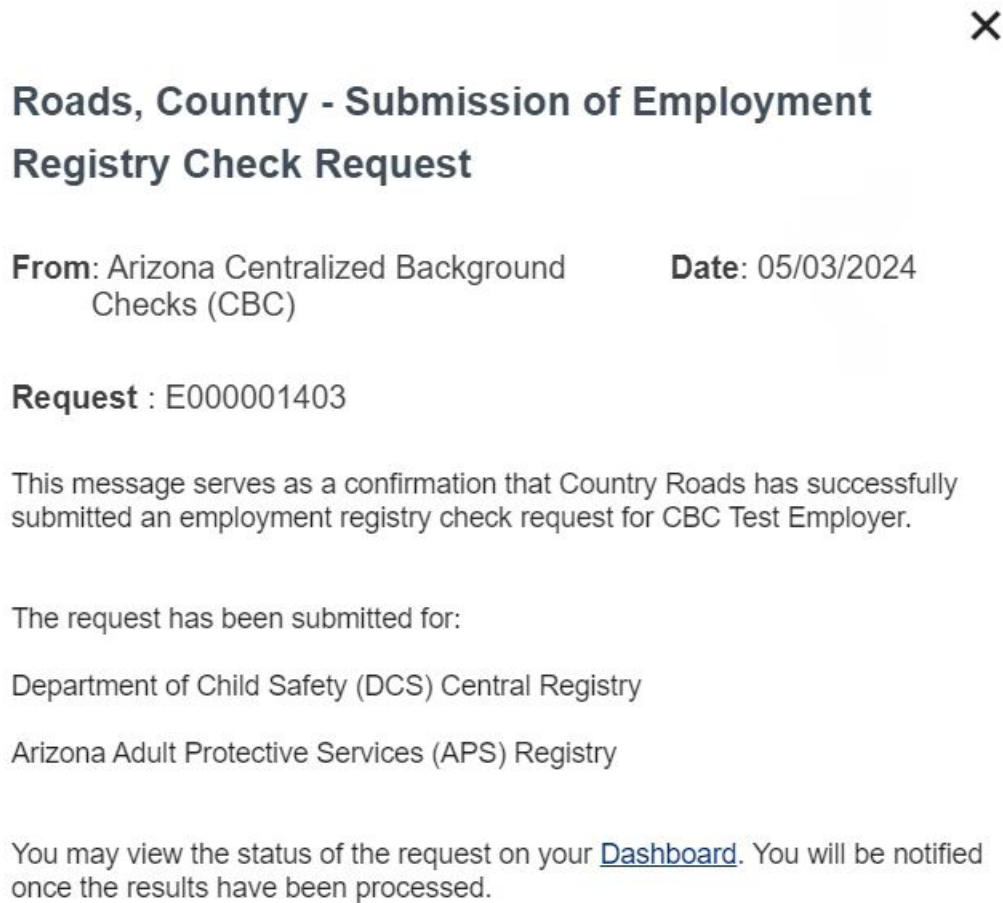 Roads, Country - Submission of Employment
Registry Check Request
From: Arizona Centralized Background
Checks (CBC)
Date: 05/03/2024
Request : E000001403
This message serves as a confirmation that Country Roads has successfully
submitted an employment registry check request for CBC Test Employer.
The request has been submitted for:
Department of Child Safety (DCS) Central Registry
Arizona Adult Protective Services (APS) Registry
You may view the status of the request on your Dashboard. You will be notified
once the results have been processed.